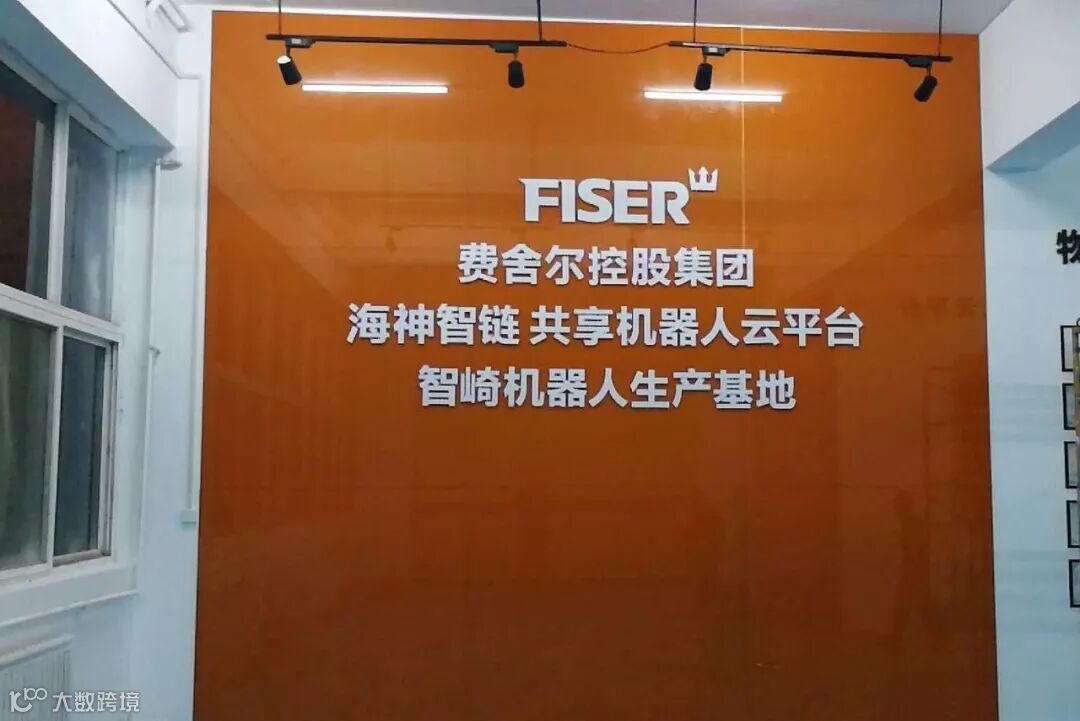 FISER
费舍尔控股集团
海神智链 共享机器人云平台
智崎机器人生产基地
物
大数跨境